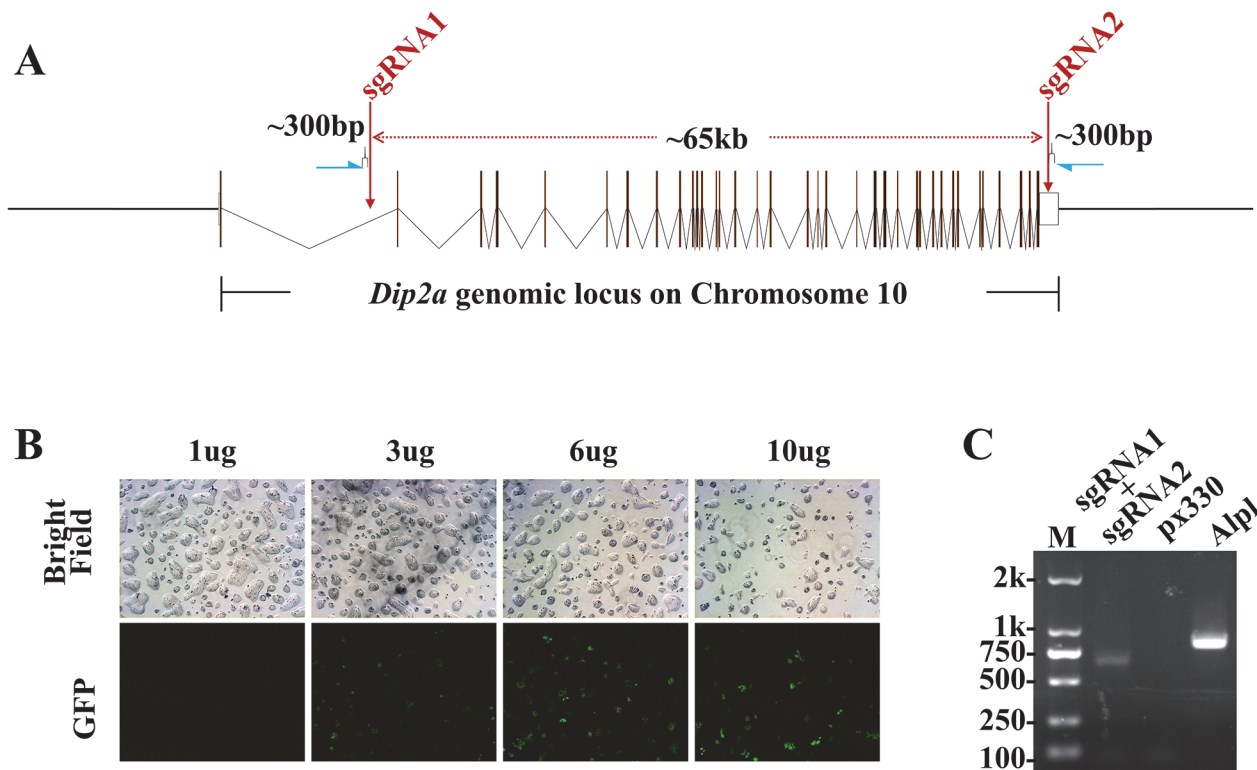 A
sgRNA1
sgRNA2
~300bp
~65kb
~300bp
Dip2a genomic locus on Chromosome 10
B
1ug
3ug
6ug
10ug
Bright
Field
GFP
C
M
sgRNA1
+
sgRNA2
px330
Alpl
2k
1k
750
500
250
100